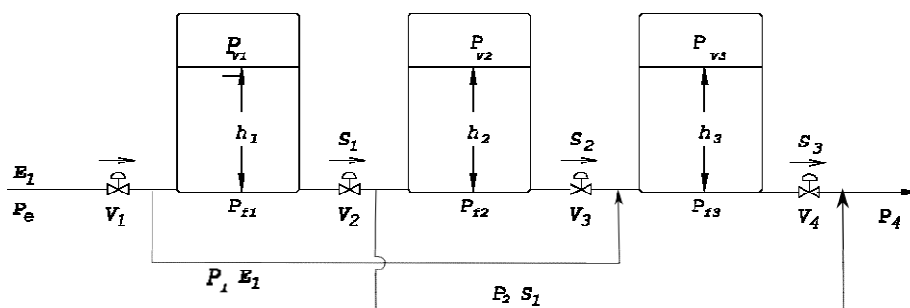 P_v1 P_v2 P_v3
h_1 S_1 h_2 S_2 h_3 S_3
E_1
P_e V_1 P_f1 V_2 P_f2 V_3 P_f3 V_4 P_4
P_1 E_1
P_2 S_1